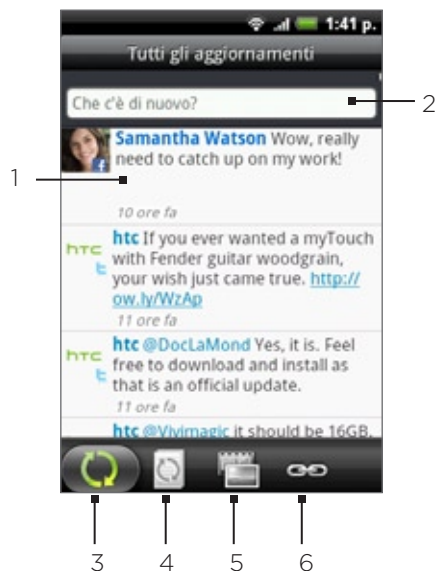 1:41 p.
Tutti gli aggiornamenti
Che c'è di nuovo?
2
Samantha Watson Wow, really
need to catch up on my work!
1
10 ore fa
htc
htc If you ever wanted a myTouch
with Fender guitar woodgrain,
your wish just came true. http://
ow.ly/WzAp
11 ore fa
htc
htc @DocLaMond Yes, it is. Feel
free to download and install as
that is an official update.
11 ore fa
htc @Vivimagic it should be 16GB.
3 4 5 6